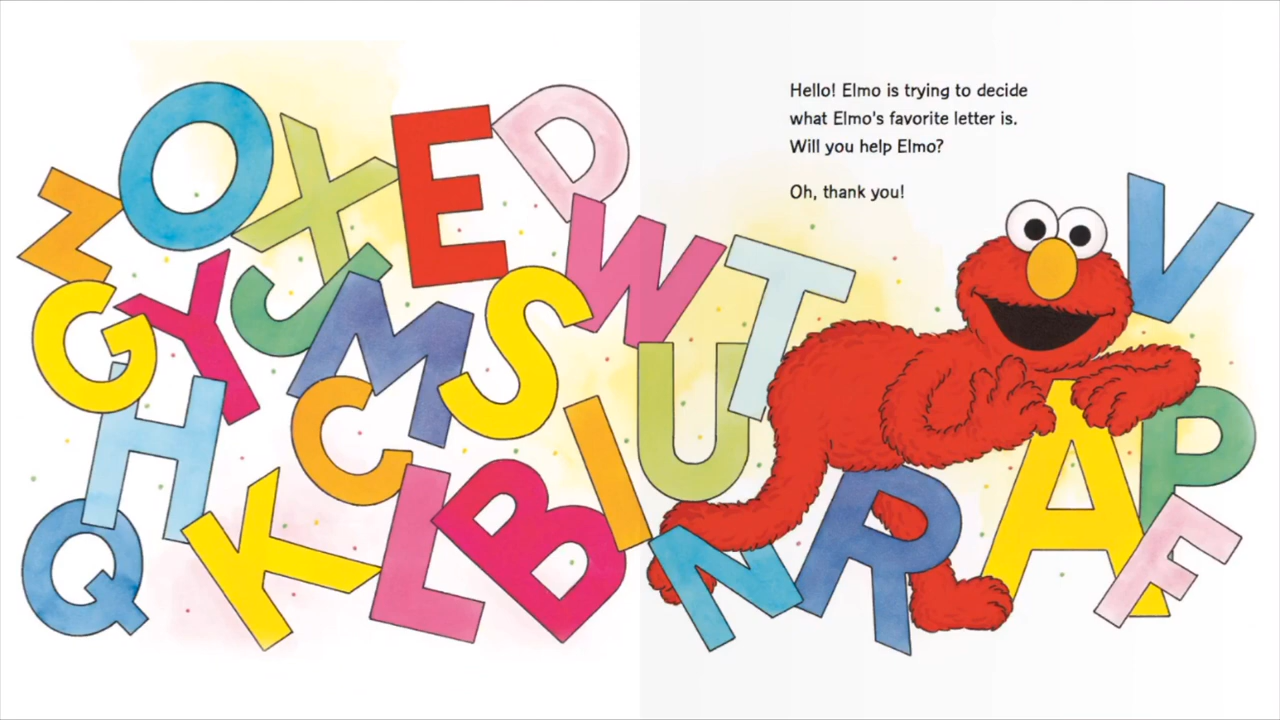 Z O X E D
G Y J M S W T V
H C I U P
Q K L B N R A F
Hello! Elmo is trying to decide
what Elmo's favorite letter is.
Will you help Elmo?
Oh, thank you!